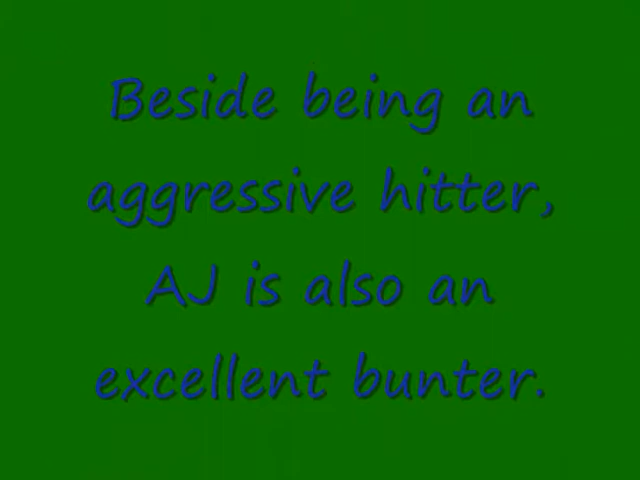 Beside being an
aggressive hitter,
AJ is also an
excellent bunter.